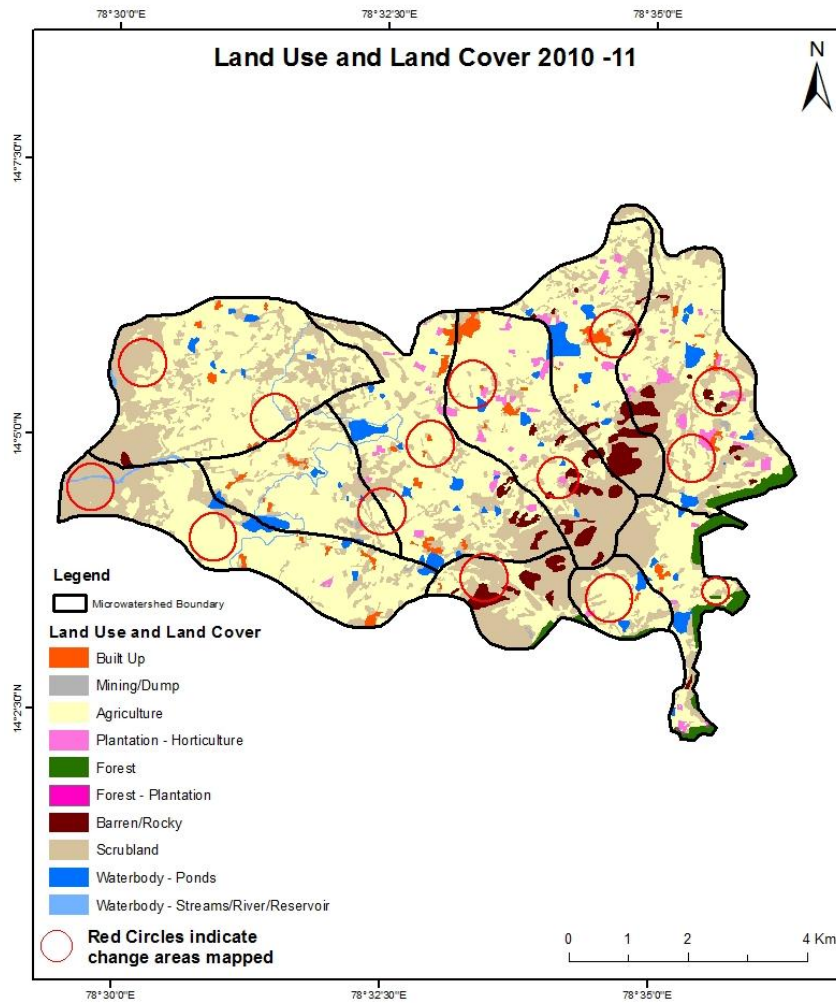 78°30'0"E 78°32'30"E 78°35'0"E
Land Use and Land Cover 2010 -11
N
14°7'30"N
14°5'0"N
14°2'30"N
Legend
Microwatershed Boundary
Land Use and Land Cover
Built Up
Mining/Dump
Agriculture
Plantation - Horticulture
Forest
Forest - Plantation
Barren/Rocky
Scrubland
Waterbody - Ponds
Waterbody - Streams/River/Reservoir
Red Circles indicate
change areas mapped
0 1 2 4 Km
78°30'0"E 78°32'30"E 78°35'0"E